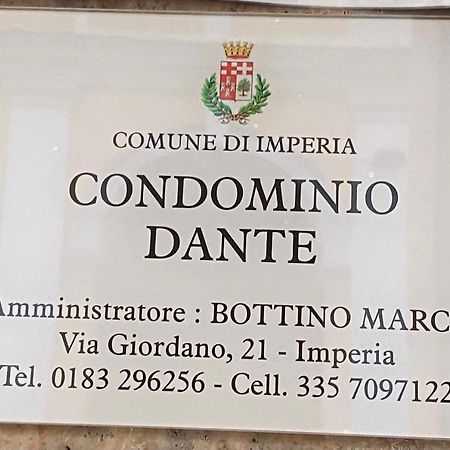 COMUNE DI IMPERIA
CONDOMINIO
DANTE
Amministratore : BOTTINO MARC
Via Giordano, 21 - Imperia
Tel. 0183 296256 - Cell. 335 7097122